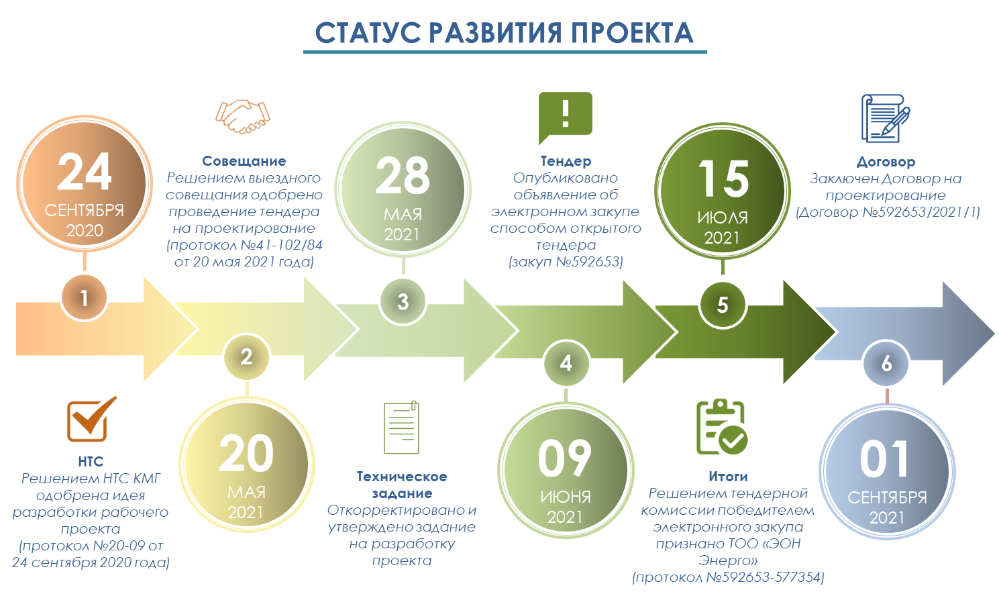 СТАТУС РАЗВИТИЯ ПРОЕКТА
24
СЕНТЯБРЯ
2020
1
НТС
Решением НТС КМГ
одобрена идея
разработки рабочего
проекта
(протокол №20-09 от
24 сентября 2020 года)
Совещание
Решением выездного
совещания одобрено
проведение тендера
на проектирование
(протокол №41-102/84
от 20 мая 2021 года)
2
20
МАЯ
2021
28
МАЯ
2021
3
Техническое
задание
Откорректировано и
утверждено задание
на разработку
проекта
Тендер
Опубликовано
объявление об
электронном закупе
способом открытого
тендера
(закуп №592653)
4
09
ИЮНЯ
2021
15
ИЮЛЯ
2021
5
Итоги
Решением тендерной
комиссии победителем
электронного закупа
признано ТОО «ЭОН
Энерго»
(протокол №592653-577354)
Договор
Заключен Договор на
проектирование
(Договор №592653/2021/1)
6
01
СЕНТЯБРЯ
2021